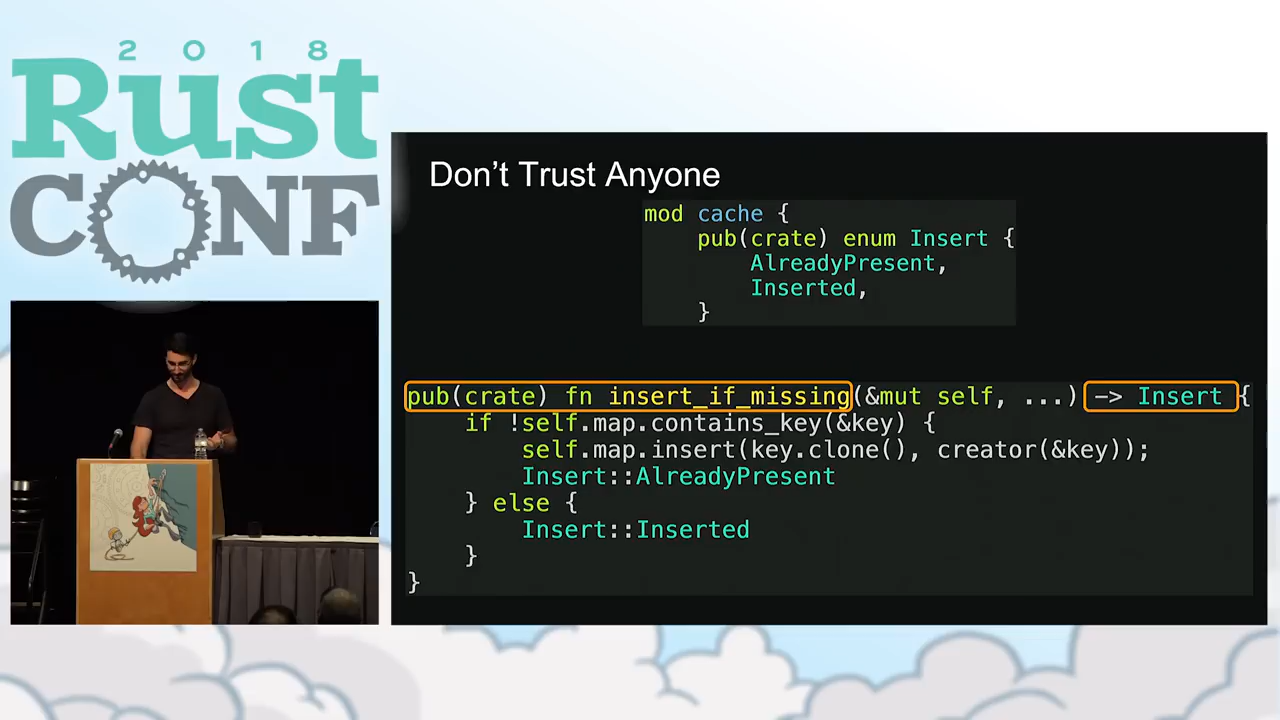 2018
Rust
CONF
Don't Trust Anyone
mod cache {
    pub(crate) enum Insert {
        AlreadyPresent,
        Inserted,
    }
pub(crate) fn insert_if_missing(&mut self, ...) -> Insert {
    if !self.map.contains_key(&key) {
        self.map.insert(key.clone(), creator(&key));
        Insert::AlreadyPresent
    } else {
        Insert::Inserted
    }
}